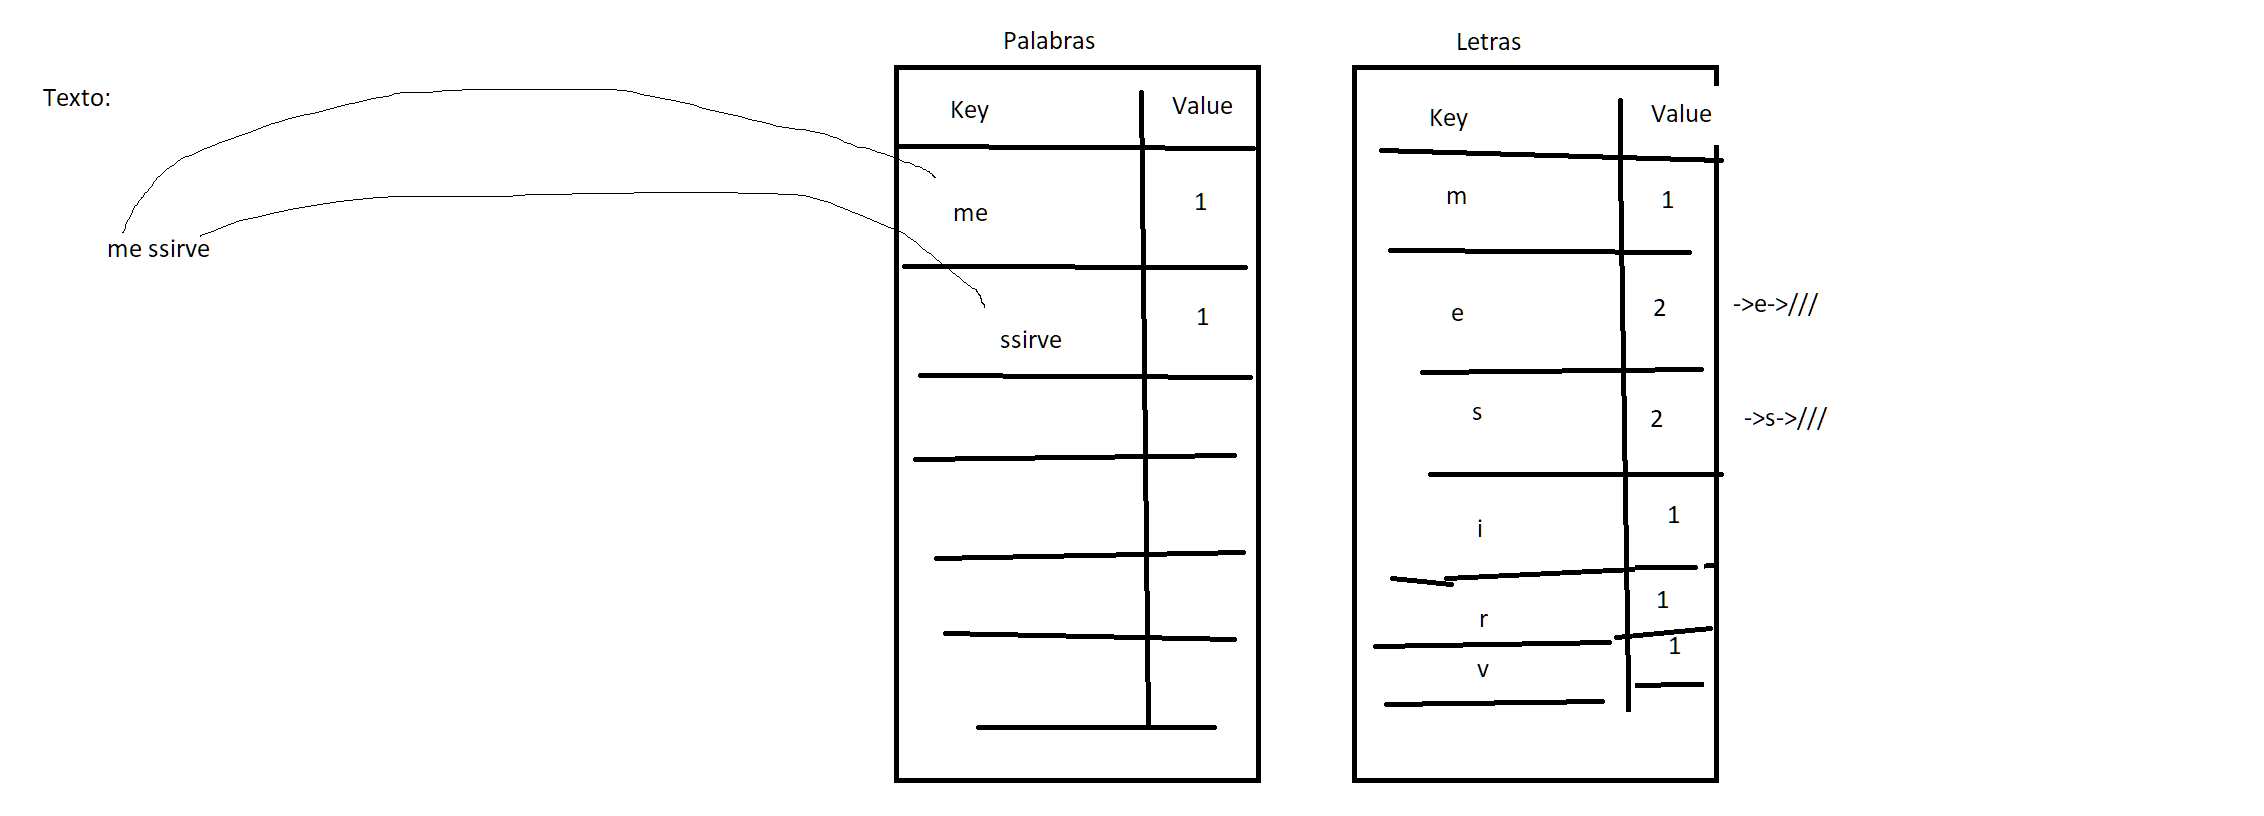 Texto:
me ssirve
Palabras
Key Value
me 1
ssirve 1
Letras
Key Value
m 1
e 2 ->e->///
s 2 ->s->///
i 1
r 1
v 1